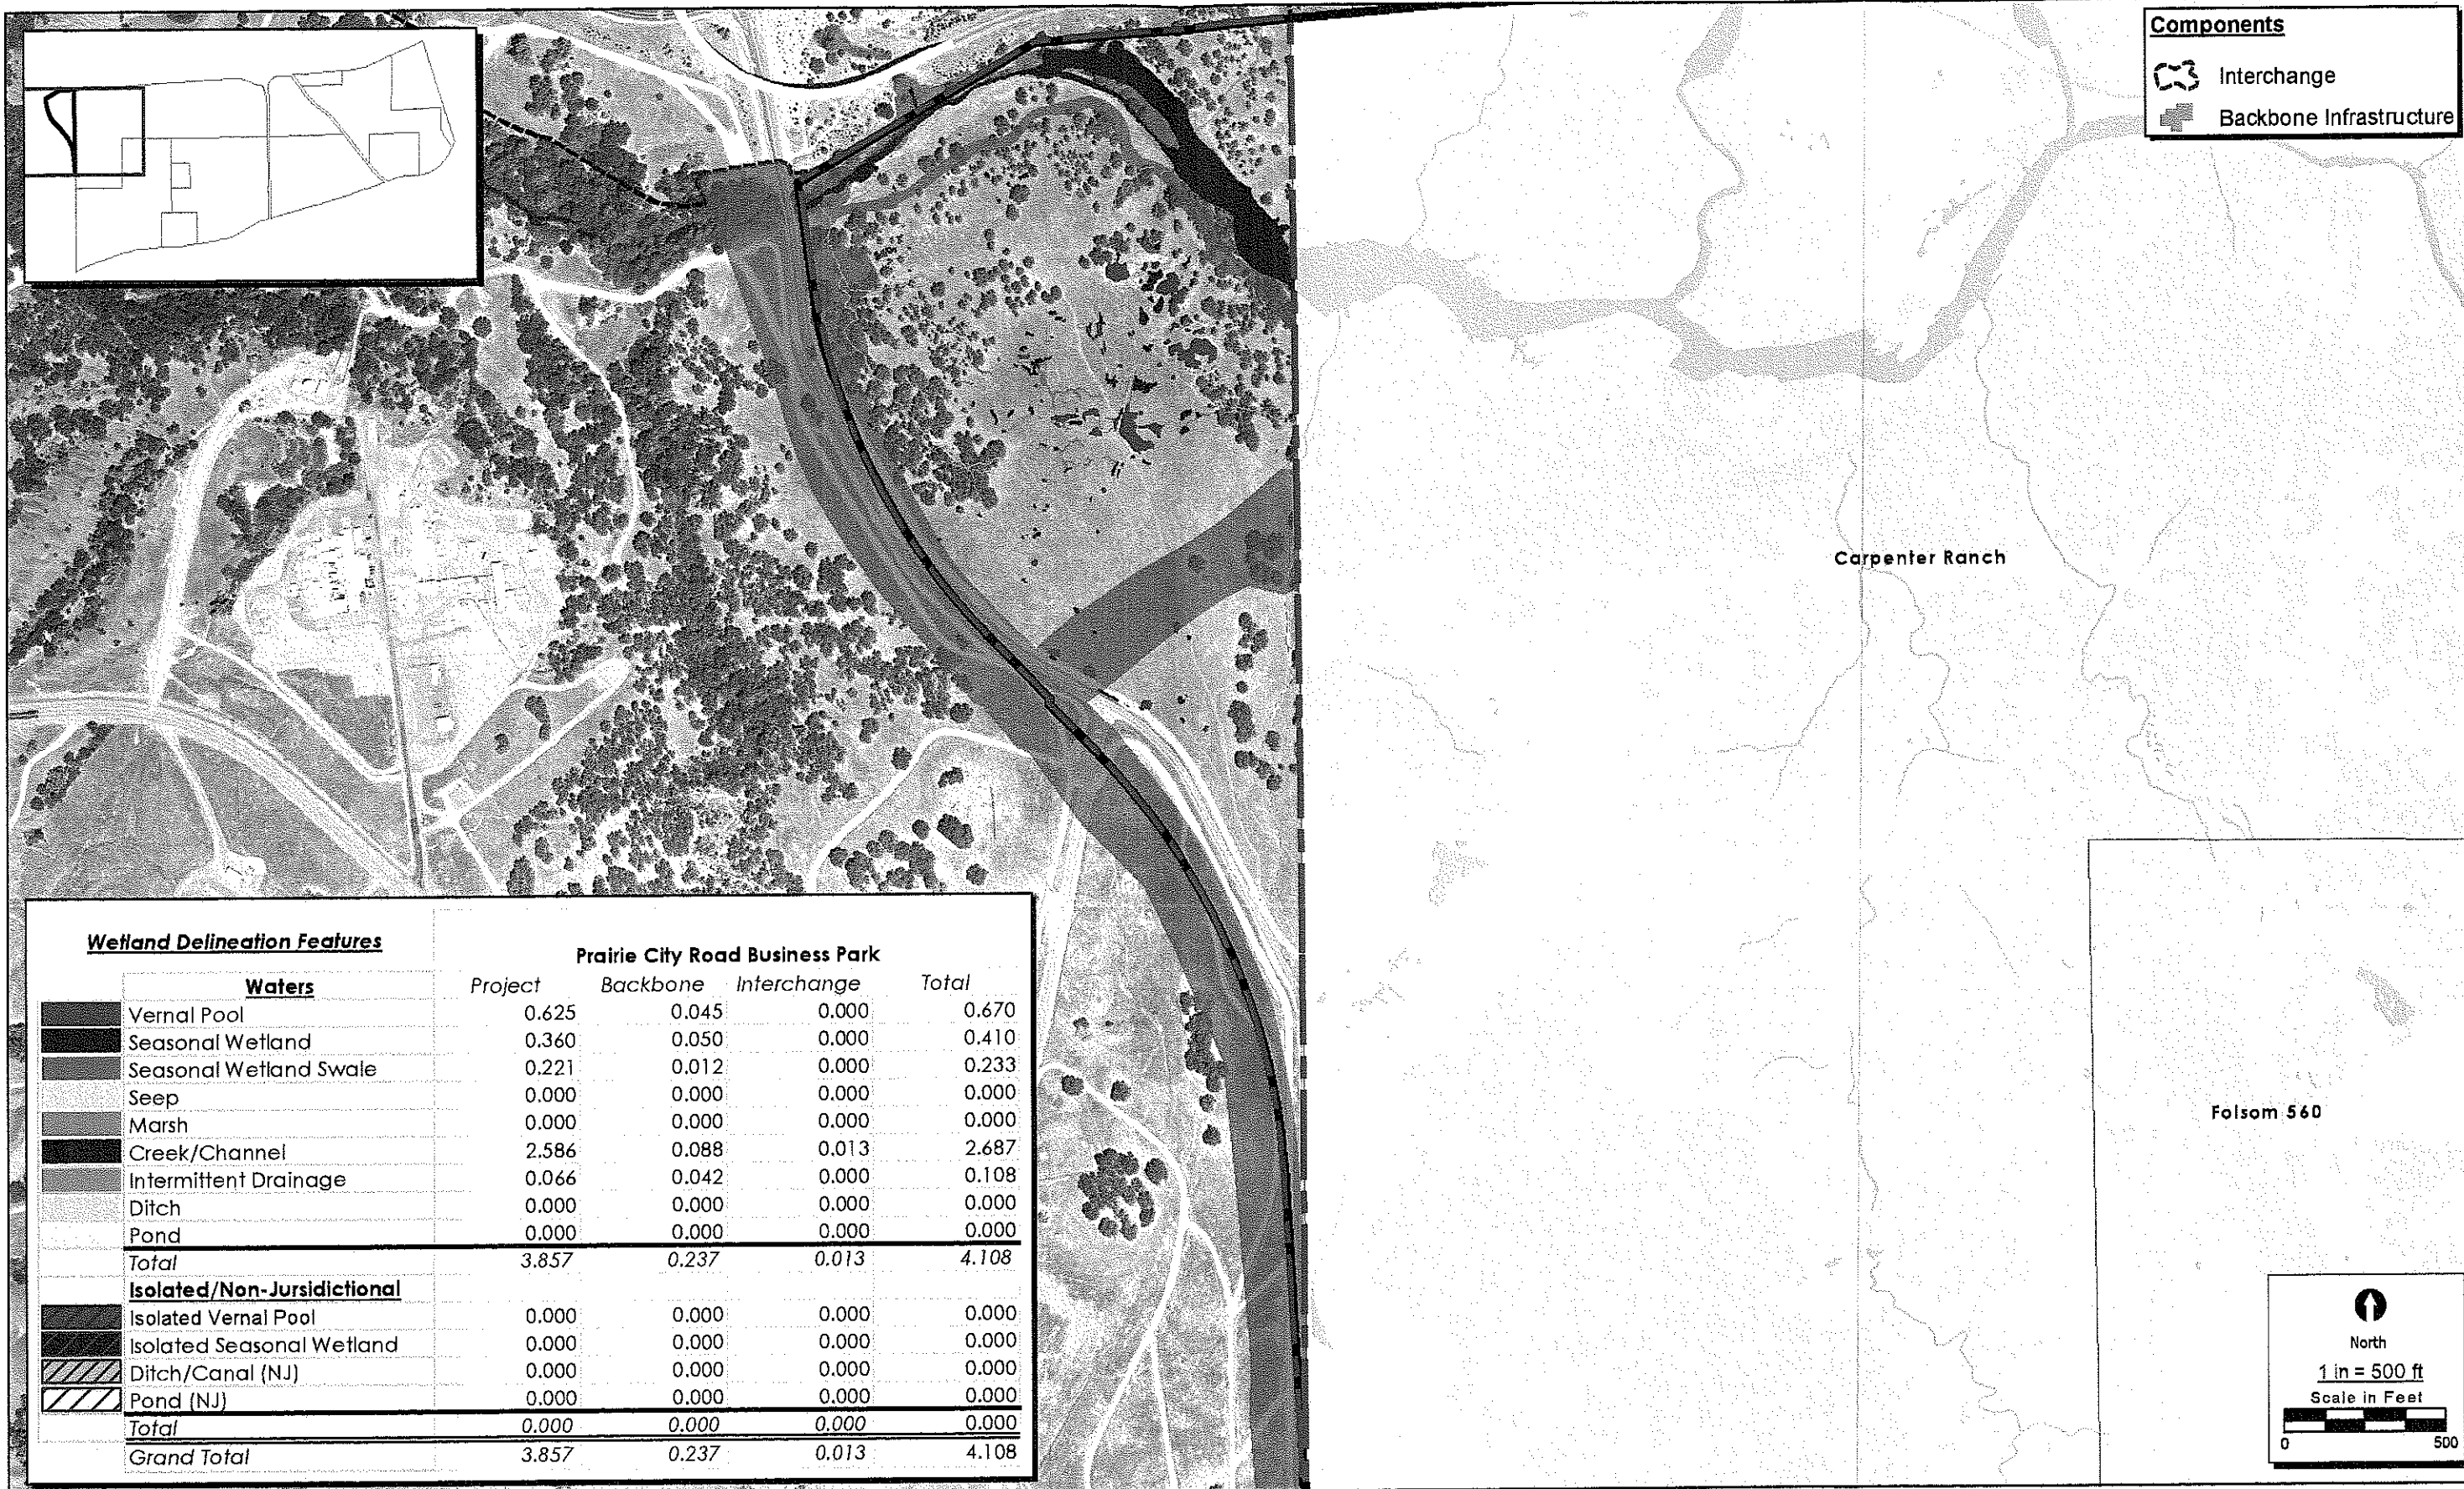 Components
Interchange
Backbone Infrastructure
Carpenter Ranch
Folsom 560
Wetland Delineation Features
Prairie City Road Business Park
Waters Project Backbone Interchange Total
Vernal Pool 0.625 0.045 0.000 0.670
Seasonal Wetland 0.360 0.050 0.000 0.410
Seasonal Wetland Swale 0.221 0.012 0.000 0.233
Seep 0.000 0.000 0.000 0.000
Marsh 0.000 0.000 0.000 0.000
Creek/Channel 2.586 0.088 0.013 2.687
Intermittent Drainage 0.066 0.042 0.000 0.108
Ditch 0.000 0.000 0.000 0.000
Pond 0.000 0.000 0.000 0.000
Total 3.857 0.237 0.013 4.108
Isolated/Non-Jursidictional
Isolated Vernal Pool 0.000 0.000 0.000 0.000
Isolated Seasonal Wetland 0.000 0.000 0.000 0.000
Ditch/Canal (NJ) 0.000 0.000 0.000 0.000
Pond (NJ) 0.000 0.000 0.000 0.000
Total 0.000 0.000 0.000 0.000
Grand Total 3.857 0.237 0.013 4.108
North
1 in = 500 ft
Scale in Feet
0 500